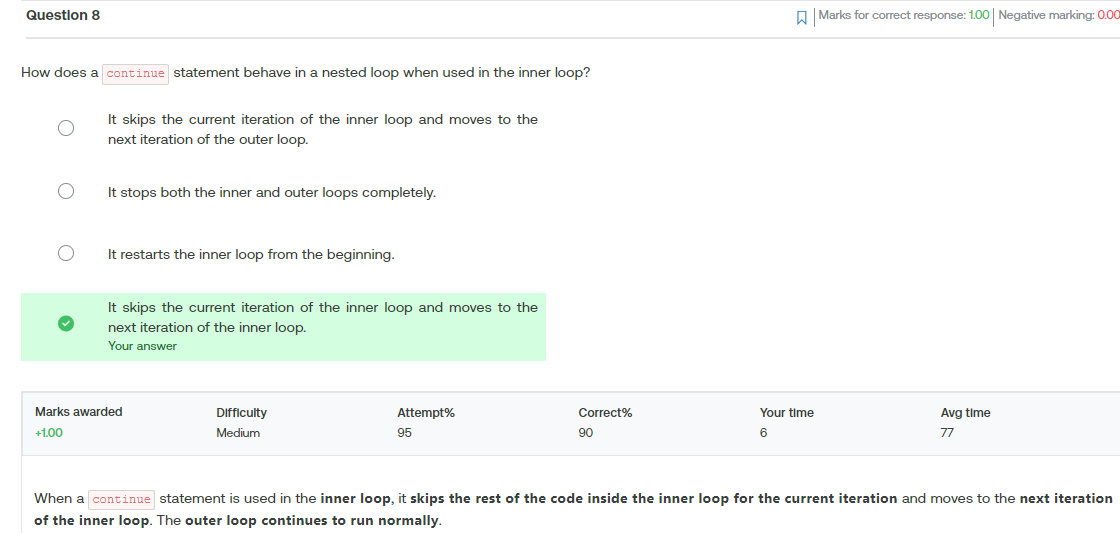 Question 8
Marks for correct response: 1.00 Negative marking: 0.00
How does a continue statement behave in a nested loop when used in the inner loop?
It skips the current iteration of the inner loop and moves to the
next iteration of the outer loop.
It stops both the inner and outer loops completely.
It restarts the inner loop from the beginning.
It skips the current iteration of the inner loop and moves to the
next iteration of the inner loop.
Your answer
Marks awarded Difficulty Attempt% Correct% Your time Avg time
+1.00 Medium 95 90 6 77
When a continue statement is used in the inner loop, it skips the rest of the code inside the inner loop for the current iteration and moves to the next iteration
of the inner loop. The outer loop continues to run normally.